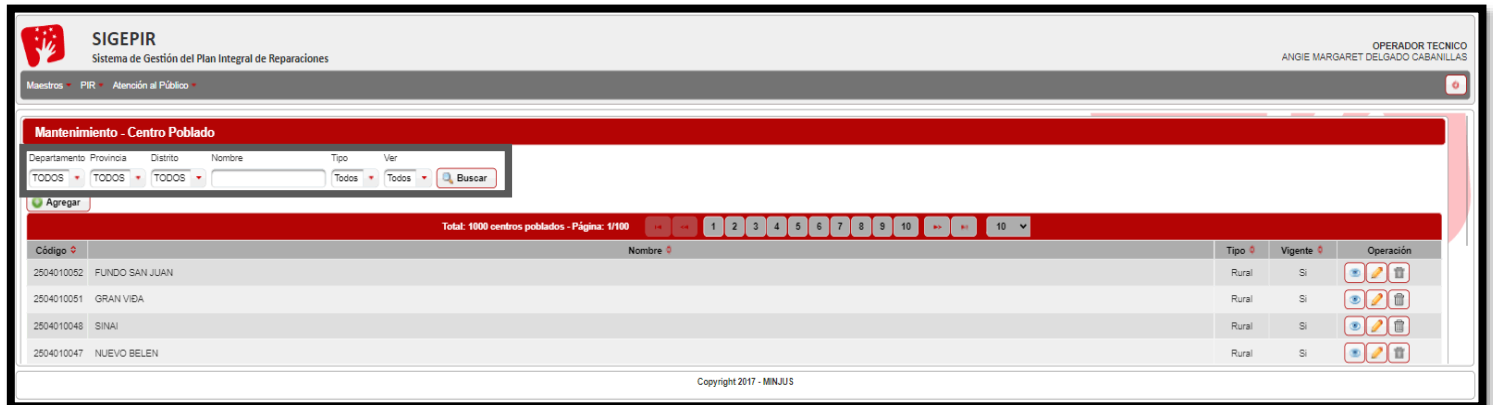 SIGEPIR
Sistema de Gestión del Plan Integral de Reparaciones
OPERADOR TECNICO
ANGIE MARGARET DELGADO CABANILLAS
Maestros PIR Atención al Público
Mantenimiento - Centro Poblado
Departamento Provincia Distrito Nombre Tipo Ver
TODOS TODOS TODOS Todos Todos Buscar
Agregar
Total: 1000 centros poblados - Página: 1/100 1 2 3 4 5 6 7 8 9 10 10
Código Nombre Tipo Vigente Operación
2504010052 FUNDO SAN JUAN Rural Si
2504010051 GRAN VIÐA Rural Si
2504010048 SINAI Rural Si
2504010047 NUEVO BELEN Rural Si
Copyright 2017 - MINJUS